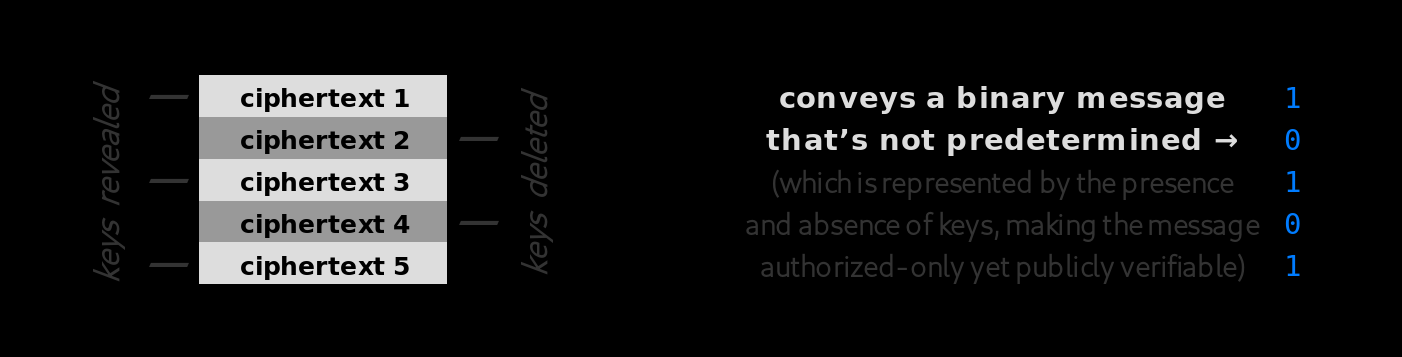 keys revealed
ciphertext 1
ciphertext 2
ciphertext 3
ciphertext 4
ciphertext 5
keys deleted
conveys a binary message 1
that’s not predetermined → 0
(which is represented by the presence 1
and absence of keys, making the message 0
authorized-only yet publicly verifiable) 1